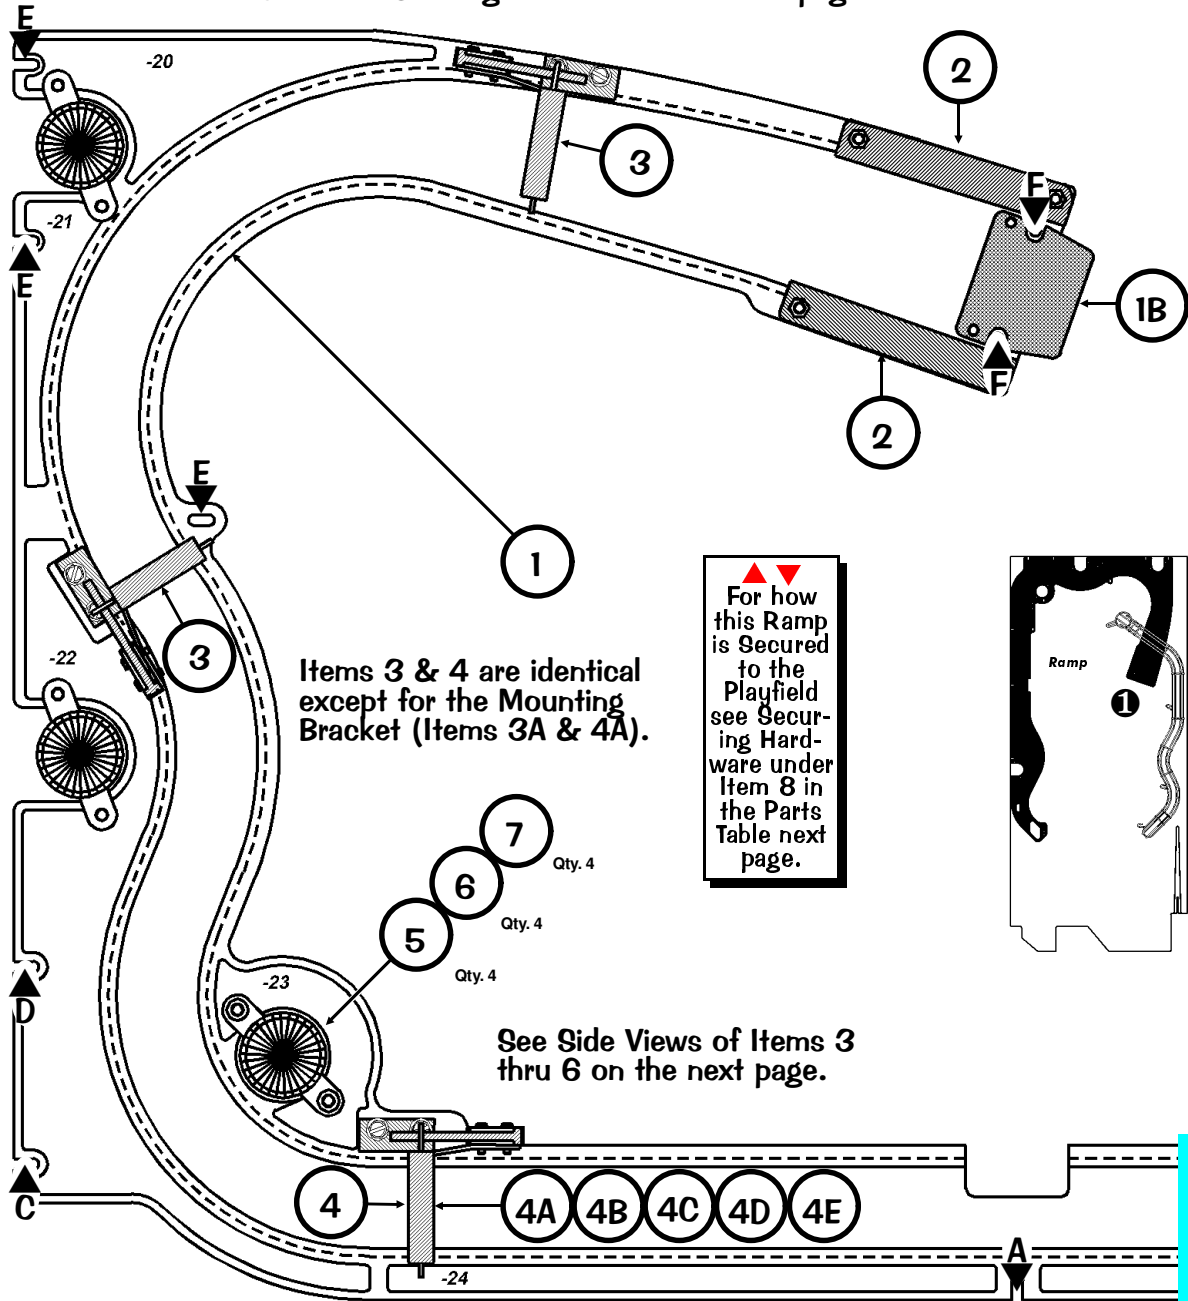 E
-20
2
3
F
-21
E
1B
F
2
E
1
3
-22
Items 3 & 4 are identical
except for the Mounting
Bracket (Items 3A & 4A).
For how
this Ramp
is Secured
to the
Playfield
see Secur-
ing Hard-
ware under
Item 8 in
the Parts
Table next
page.
Ramp
1
7
Qty. 4
6
Qty. 4
5
Qty. 4
D
-23
See Side Views of Items 3
thru 6 on the next page.
C
4
4A 4B 4C 4D 4E
A
-24